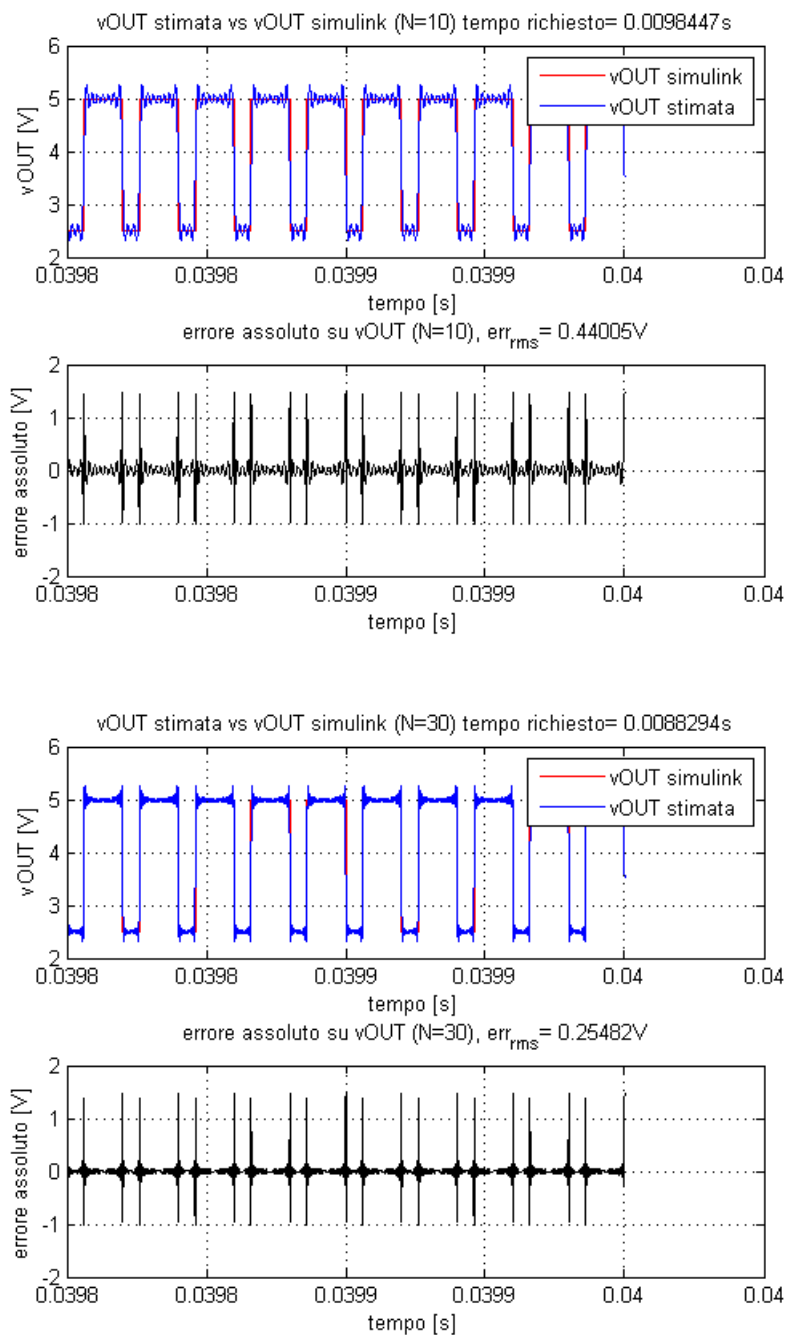 vOUT stimata vs vOUT simulink (N=10) tempo richiesto= 0.0098447s
6
5
4
3
2
vOUT [V]
vOUT simulink
vOUT stimata
0.0398 0.0398 0.0399 0.0399 0.04 0.04
tempo [s]
errore assoluto su vOUT (N=10), err_rms= 0.44005V
2
1
0
-1
-2
errore assoluto [V]
0.0398 0.0398 0.0399 0.0399 0.04 0.04
tempo [s]
vOUT stimata vs vOUT simulink (N=30) tempo richiesto= 0.0088294s
6
5
4
3
2
vOUT [V]
vOUT simulink
vOUT stimata
0.0398 0.0398 0.0399 0.0399 0.04 0.04
tempo [s]
errore assoluto su vOUT (N=30), err_rms= 0.25482V
2
1
0
-1
-2
errore assoluto [V]
0.0398 0.0398 0.0399 0.0399 0.04 0.04
tempo [s]